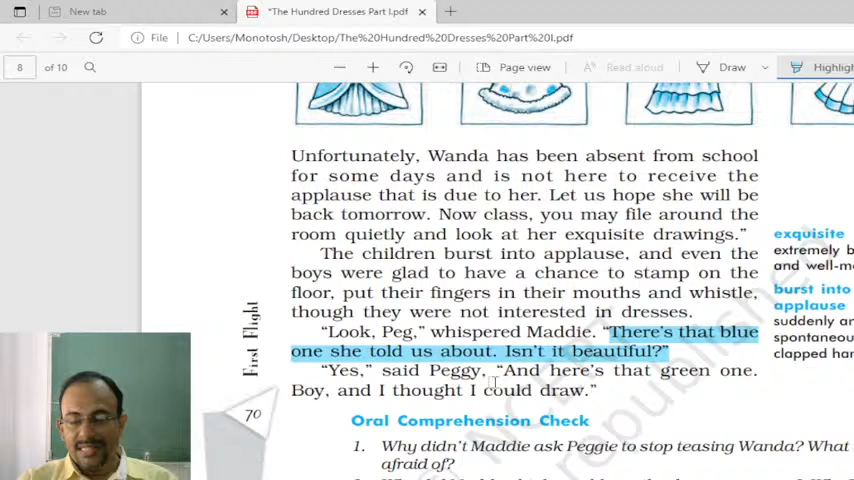 New tab
"The Hundred Dresses Part I.pdf
File
C:/Users/Monotosh/Desktop/The%20Hundred%20Dresses%20Part%20I.pdf
8 of 10
Page view
Read aloud
Draw
Highligh
Unfortunately, Wanda has been absent from school
for some days and is not here to receive the
applause that is due to her. Let us hope she will be
back tomorrow. Now class, you may file around the
room quietly and look at her exquisite drawings.”
The children burst into applause, and even the
boys were glad to have a chance to stamp on the
floor, put their fingers in their mouths and whistle,
though they were not interested in dresses.
“Look, Peg,” whispered Maddie. “There's that blue
one she told us about. Isn't it beautiful?”
“Yes,” said Peggy, “And here's that green one.
Boy, and I thought I could draw.”
exquisite
extremely b
and well-m
burst into
applause
suddenly an
spontaneous
clapped han
First Flight
70
NCERT
republished
Oral Comprehension Check
1. Why didn't Maddie ask Peggie to stop teasing Wanda? What
afraid of?